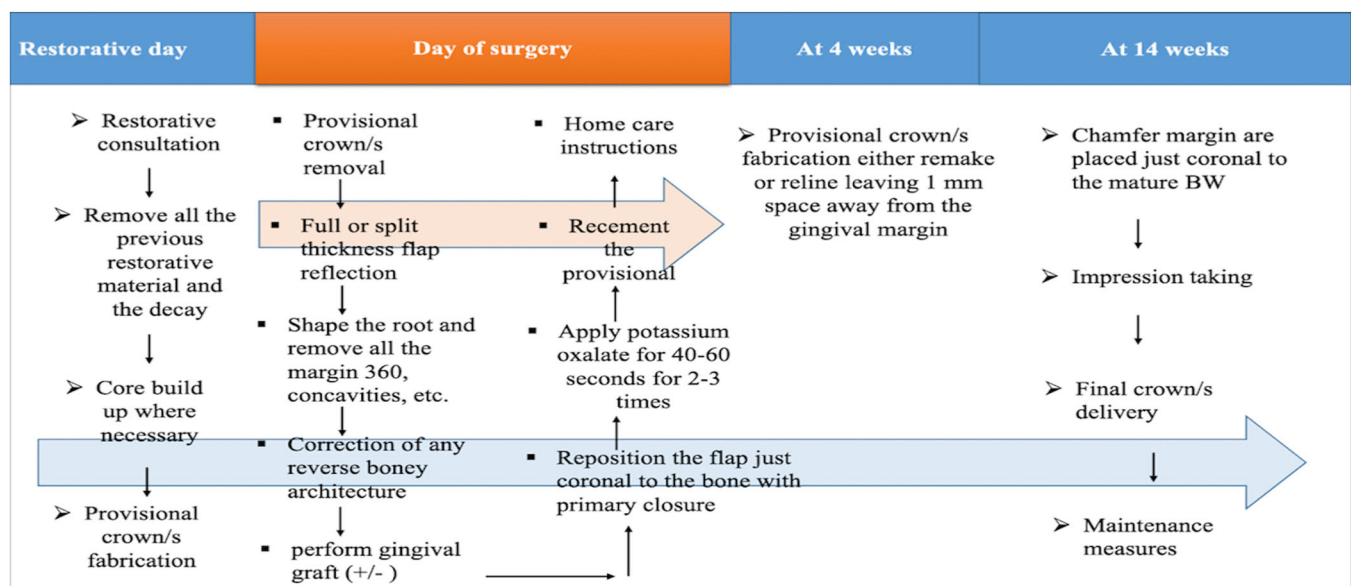 Restorative day
Day of surgery
At 4 weeks
At 14 weeks
➤ Restorative
consultation
➤ Remove all the
previous
restorative
material and
the decay
➤ Core build
up where
necessary
➤ Provisional
crown/s
fabrication
▪ Provisional
crown/s
removal
▪ Full or split
thickness flap
reflection
▪ Shape the root and
remove all the
margin 360,
concavities, etc.
▪ Correction of any
reverse boney
architecture
▪ perform gingival
graft (+/- )
▪ Reposition the flap just
coronal to the bone with
primary closure
▪ Apply potassium
oxalate for 40-60
seconds for 2-3
times
▪ Recement
the
provisional
▪ Home care
instructions
➤ Provisional crown/s
fabrication either remake
or reline leaving 1 mm
space away from the
gingival margin
➤ Chamfer margin are
placed just coronal to
the mature BW
➤ Impression taking
➤ Final crown/s
delivery
➤ Maintenance
measures